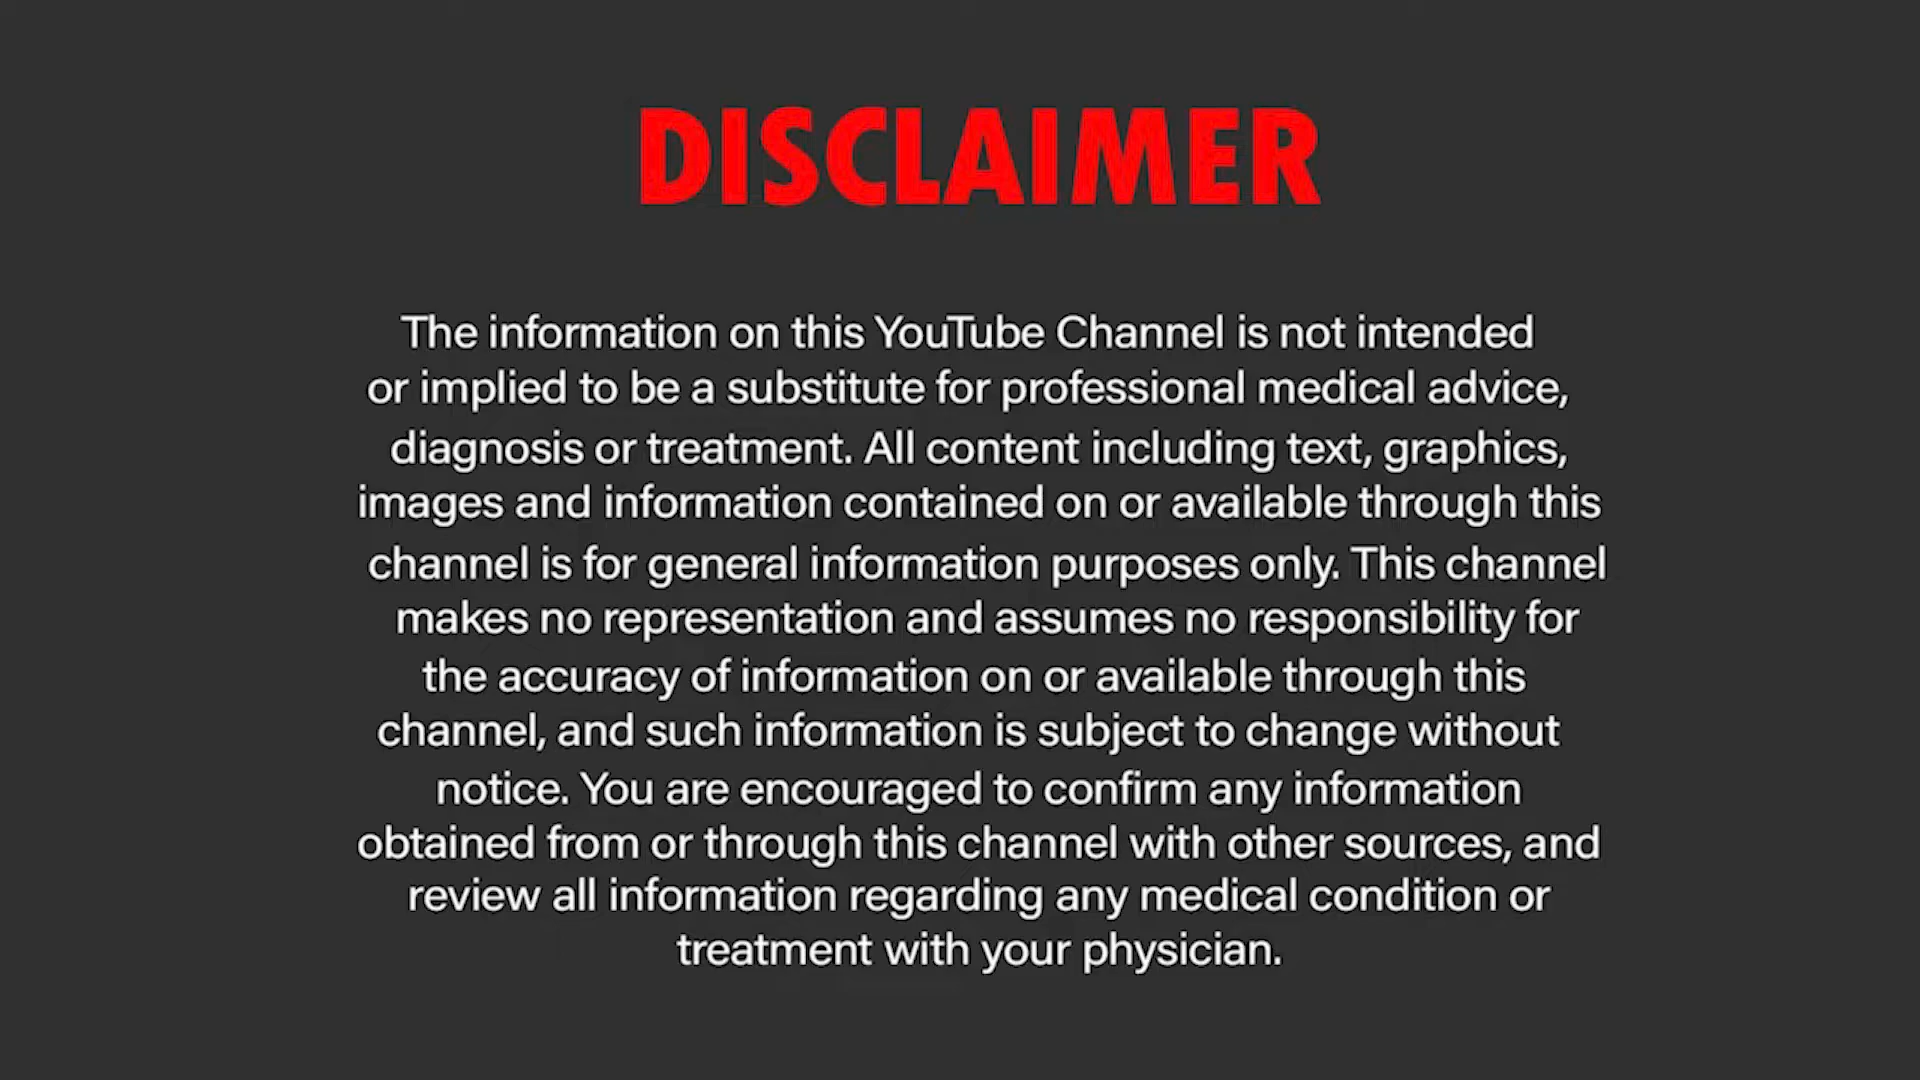 DISCLAIMER
The information on this YouTube Channel is not intended
or implied to be a substitute for professional medical advice,
diagnosis or treatment. All content including text, graphics,
images and information contained on or available through this
channel is for general information purposes only. This channel
makes no representation and assumes no responsibility for
the accuracy of information on or available through this
channel, and such information is subject to change without
notice. You are encouraged to confirm any information
obtained from or through this channel with other sources, and
review all information regarding any medical condition or
treatment with your physician.